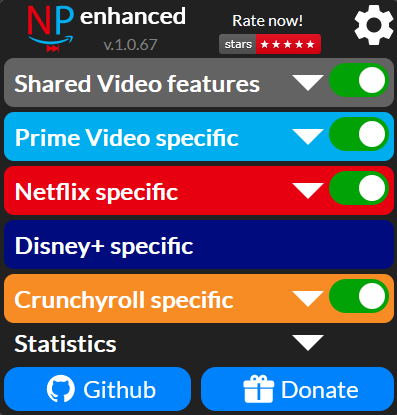 NP enhanced
v.1.0.67
Rate now!
stars ★★★★★
Shared Video features
Prime Video specific
Netflix specific
Disney+ specific
Crunchyroll specific
Statistics
Github
Donate